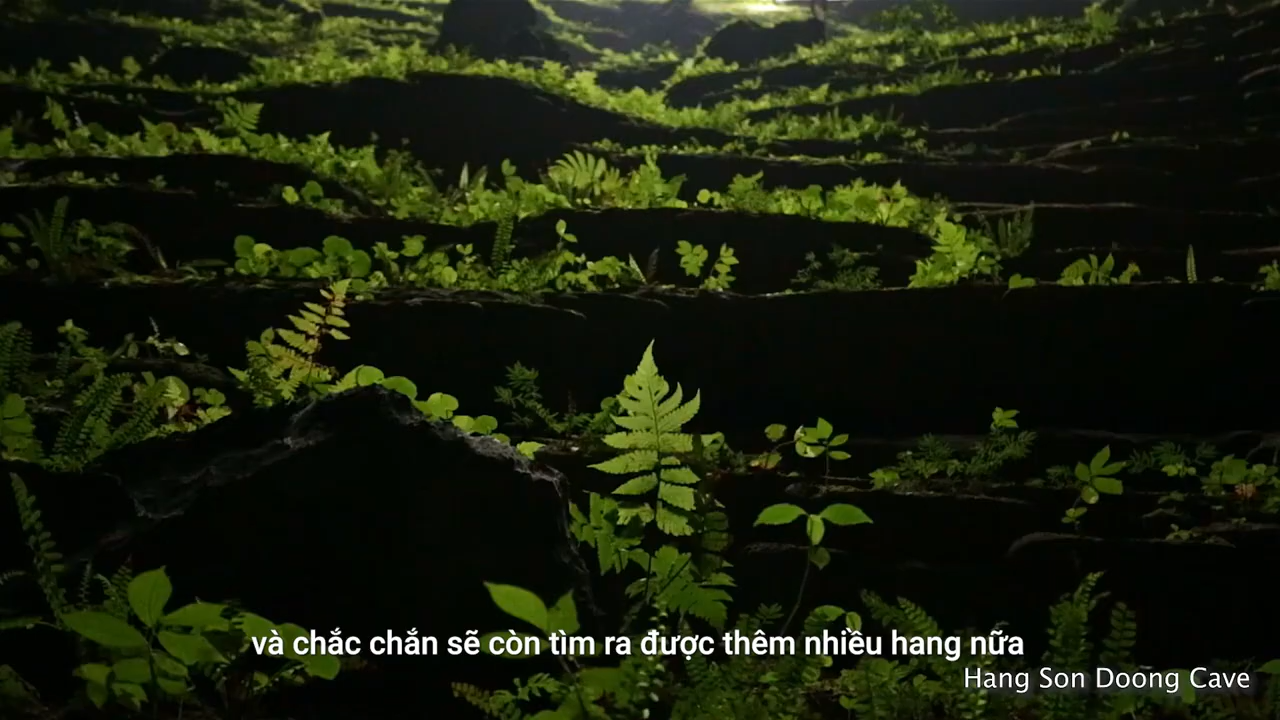 và chắc chắn sẽ còn tìm ra được thêm nhiều hang nữa
Hang Son Doong Cave